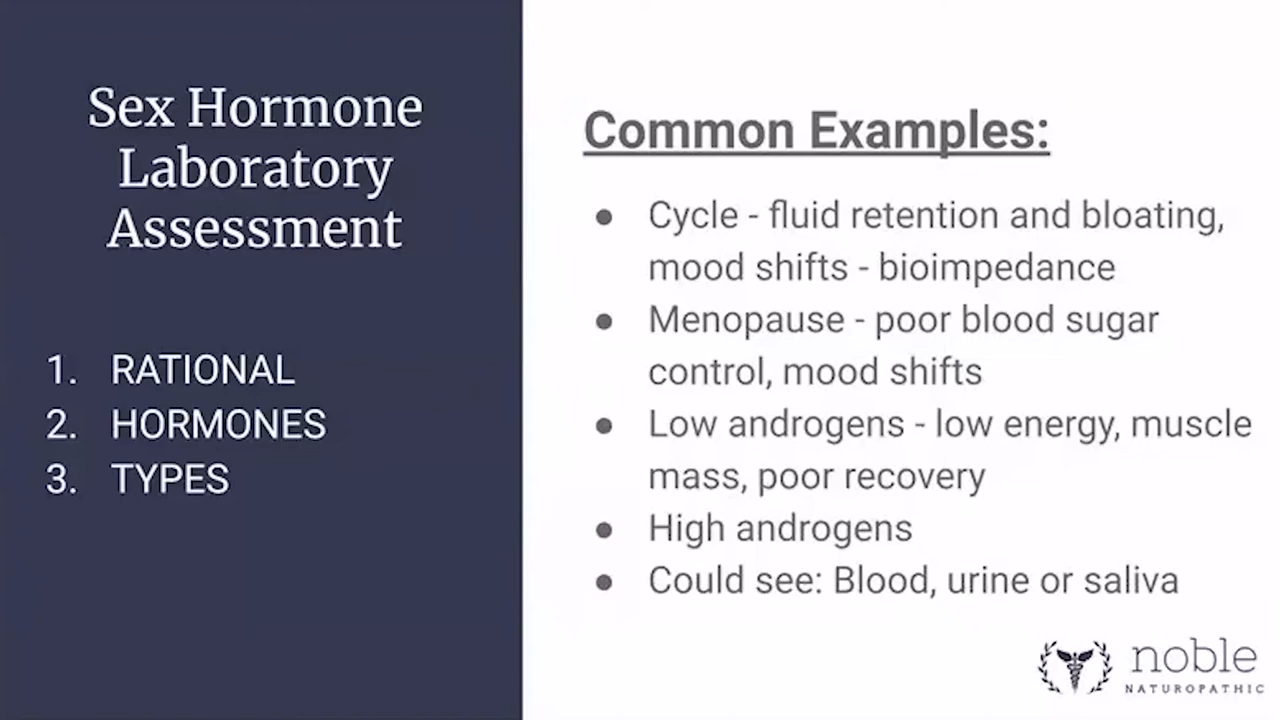 Sex Hormone
Laboratory
Assessment
1. RATIONAL
2. HORMONES
3. TYPES
Common Examples:
● Cycle - fluid retention and bloating,
mood shifts - bioimpedance
● Menopause - poor blood sugar
control, mood shifts
● Low androgens - low energy, muscle
mass, poor recovery
● High androgens
● Could see: Blood, urine or saliva
noble
NATUROPATHIC